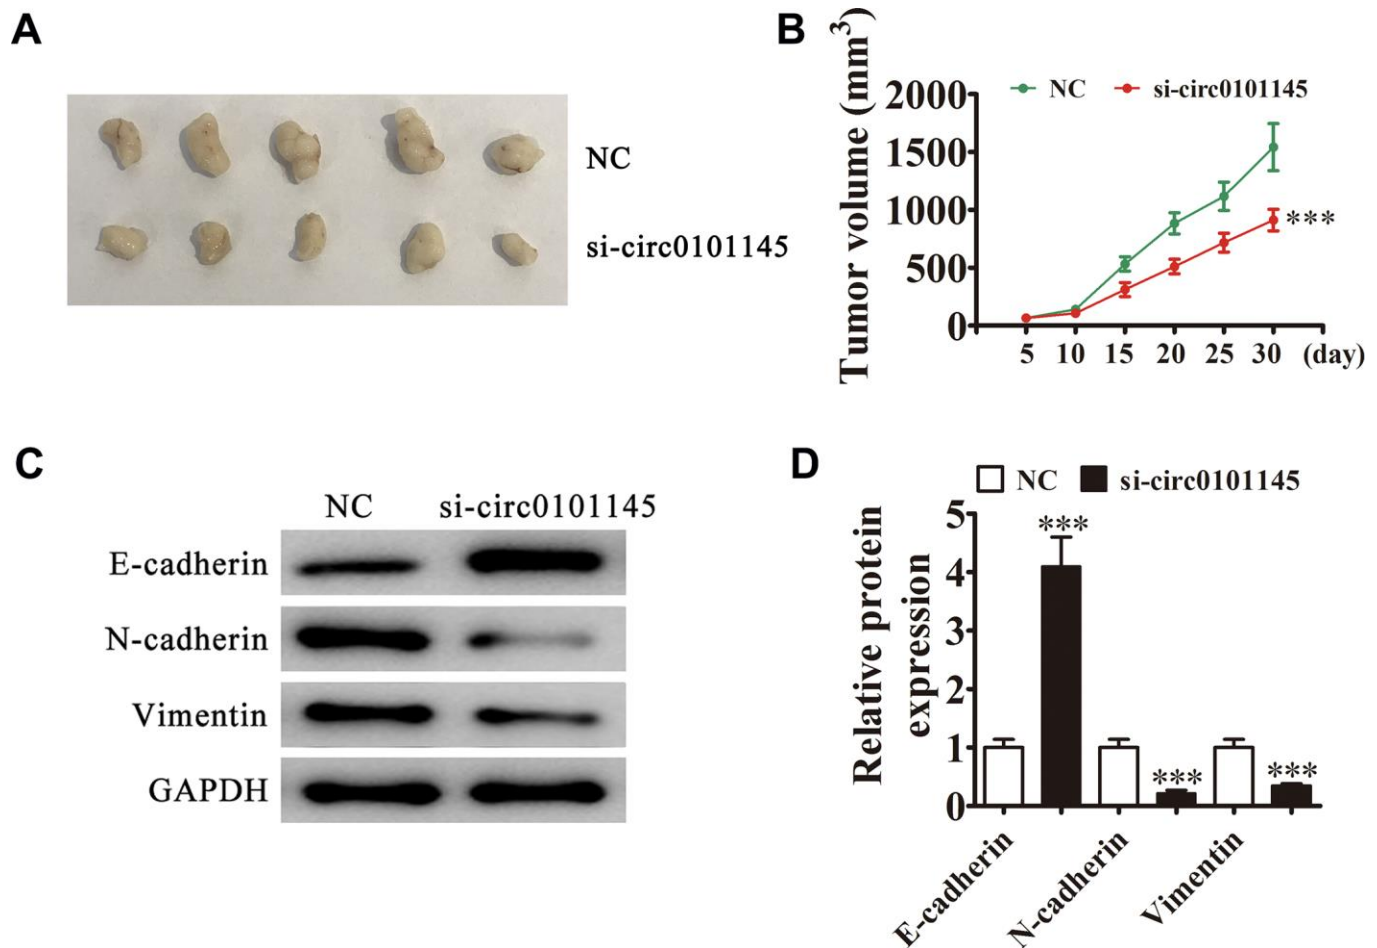 A
NC
si-circ0101145
B
Tumor volume (mm³)
NC si-circ0101145
2000
1500
1000
500
0
***
5 10 15 20 25 30 (day)
C
NC si-circ0101145
E-cadherin
N-cadherin
Vimentin
GAPDH
D
NC si-circ0101145
Relative protein
expression
5
4
3
2
1
0
***
***
***
E-cadherin
N-cadherin
Vimentin